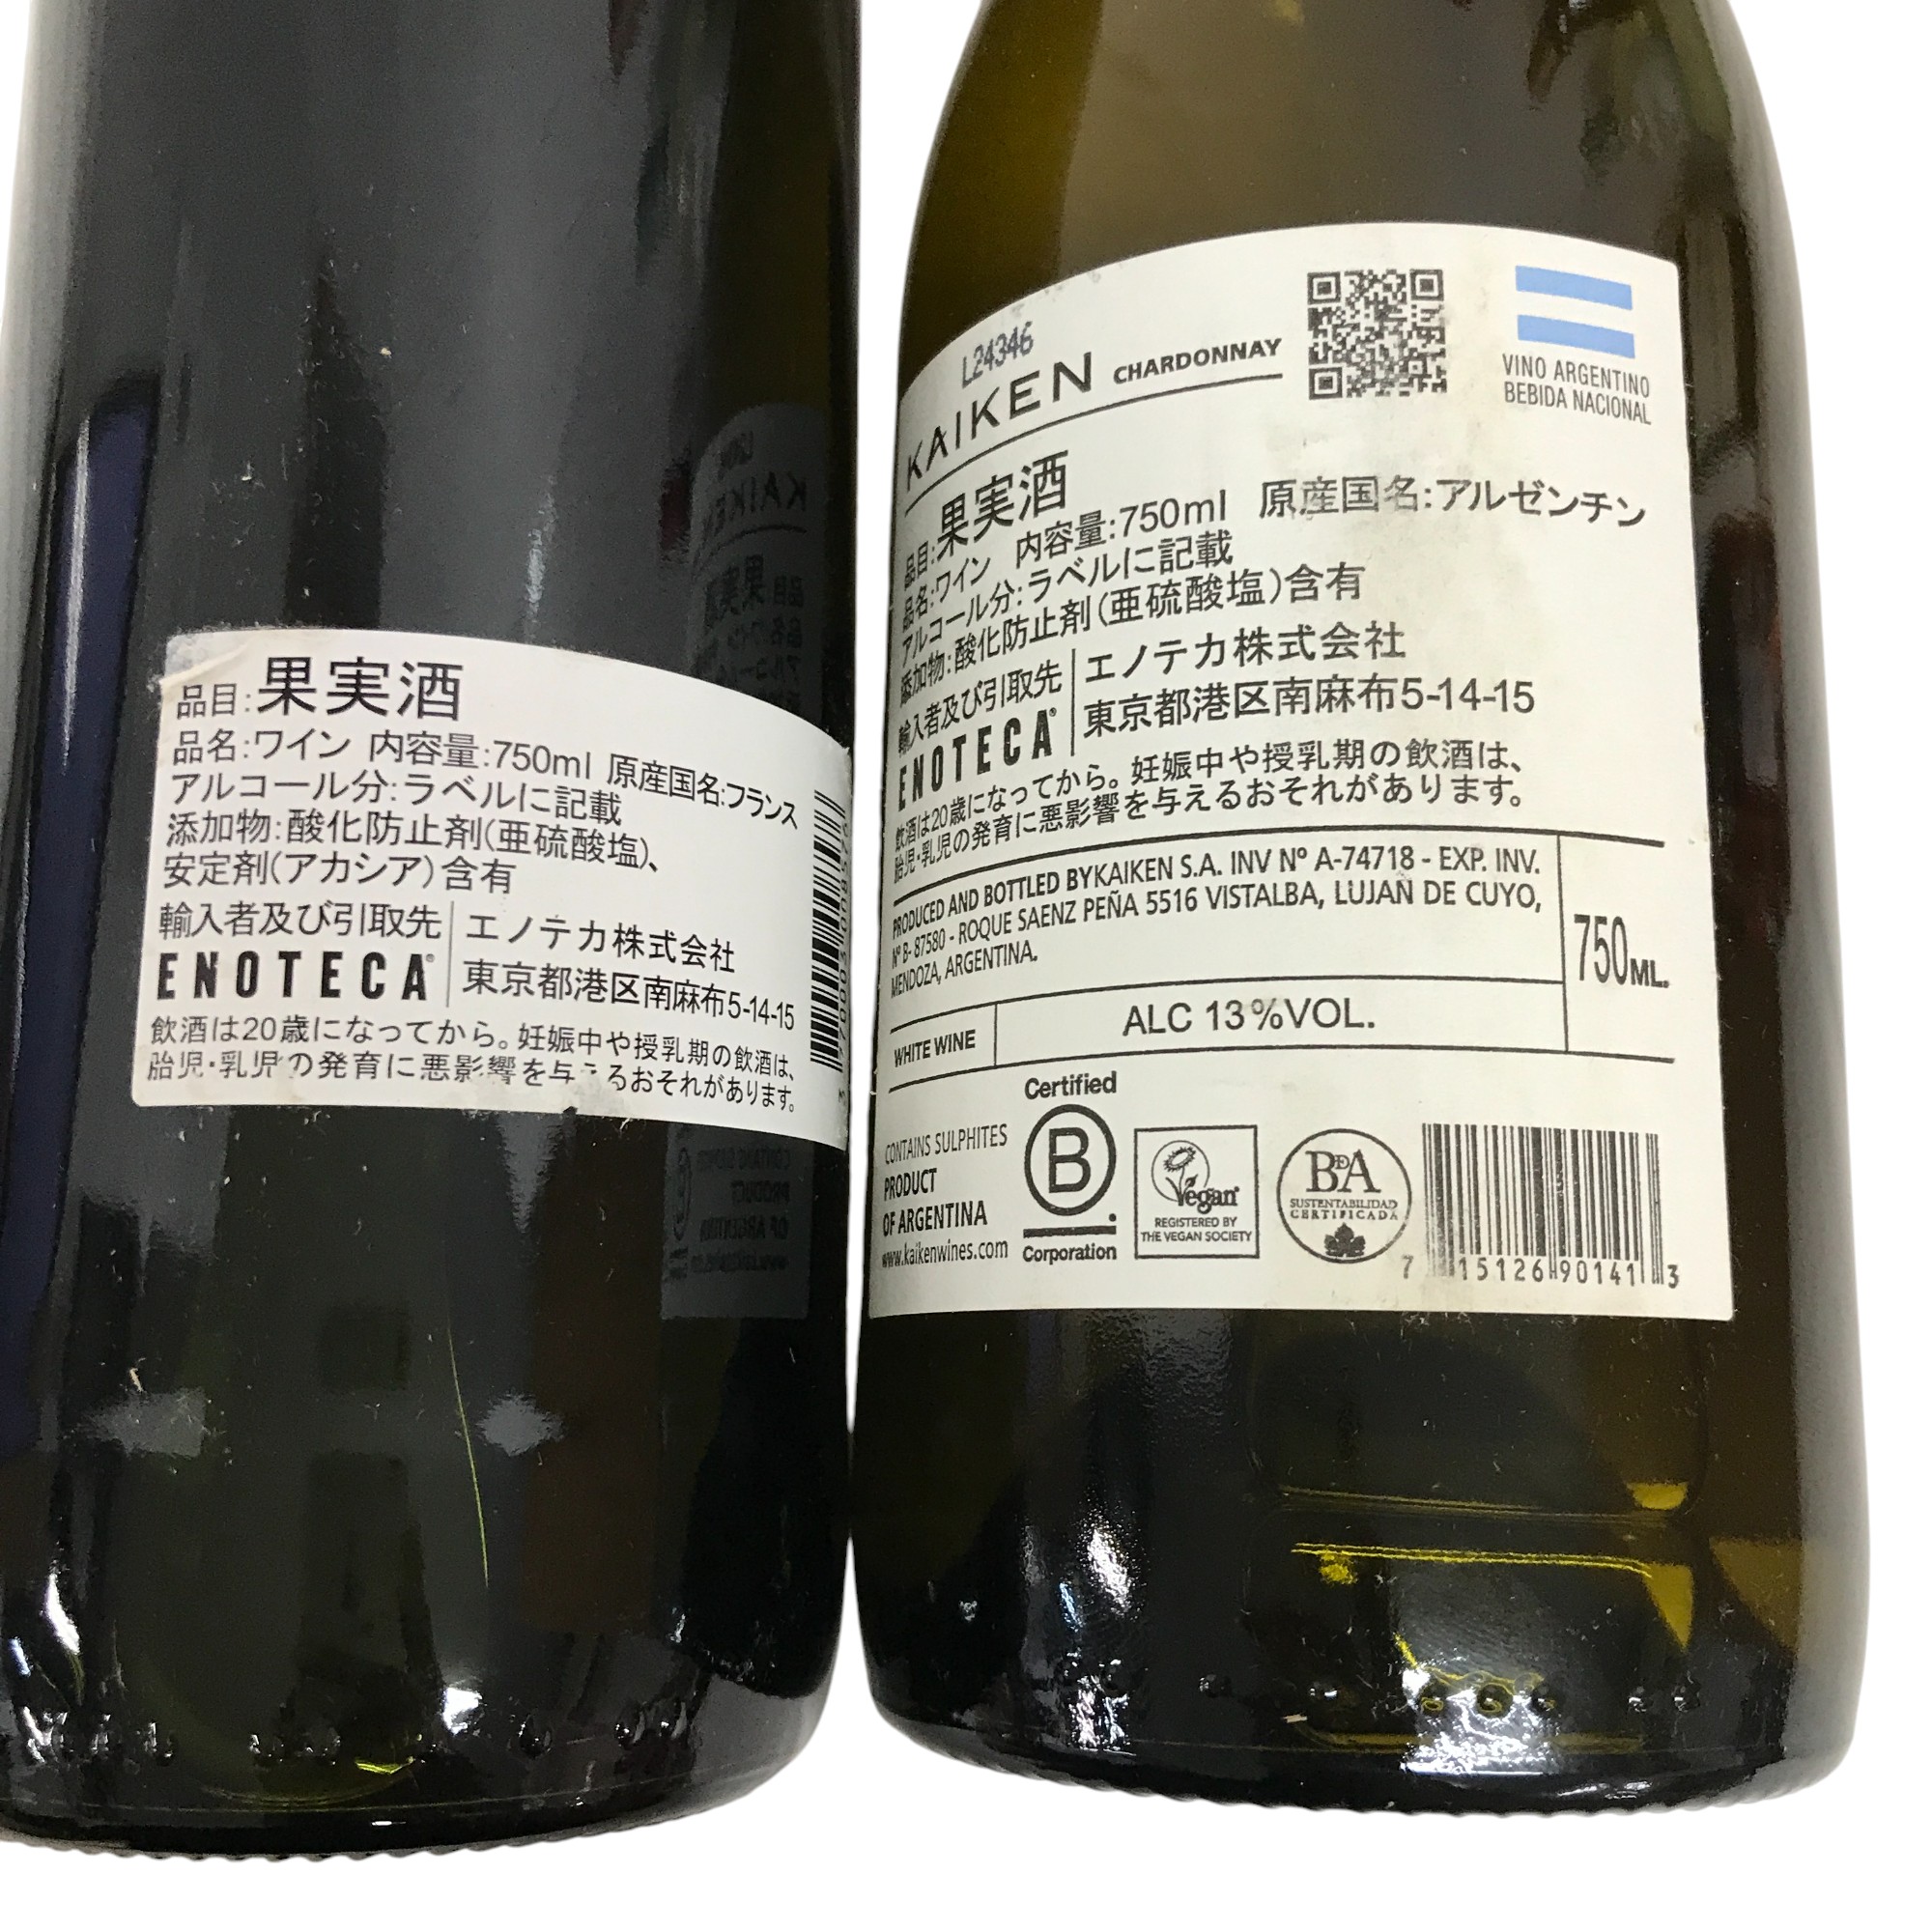 品目:果実酒
品名:ワイン 内容量:750ml 原産国名:フランス
アルコール分:ラベルに記載
添加物:酸化防止剤(亜硫酸塩)、
安定剤(アカシア)含有
輸入者及び引取先
ENOTECA
エノテカ株式会社
東京都港区南麻布5-14-15
飲酒は20歳になってから。妊娠中や授乳期の飲酒は、
胎児・乳児の発育に悪影響を与えるおそれがあります。
L24346
KAIKEN CHARDONNAY
VINO ARGENTINO
BEBIDA NACIONAL
品目:果実酒
品名:ワイン 内容量:750ml 原産国名:アルゼンチン
アルコール分:ラベルに記載
添加物:酸化防止剤(亜硫酸塩)含有
輸入者及び引取先
ENOTECA
エノテカ株式会社
東京都港区南麻布5-14-15
飲酒は20歳になってから。妊娠中や授乳期の飲酒は、
胎児・乳児の発育に悪影響を与えるおそれがあります。
PRODUCED AND BOTTLED BYKAIKEN S.A. INV Nº A-74718 - EXP. INV.
Nº B- 87580 - ROQUE SAENZ PEÑA 5516 VISTALBA, LUJAN DE CUYO,
MENDOZA, ARGENTINA.
750ML.
WHITE WINE
ALC 13%VOL.
CONTAINS SULPHITES
PRODUCT
OF ARGENTINA
www.kaikenwines.com
Certified
B
Corporation
Vegan
REGISTERED BY
THE VEGAN SOCIETY
BDA
SUSTENTABILIDAD
CERTIFICADA
7 15126 90141 3